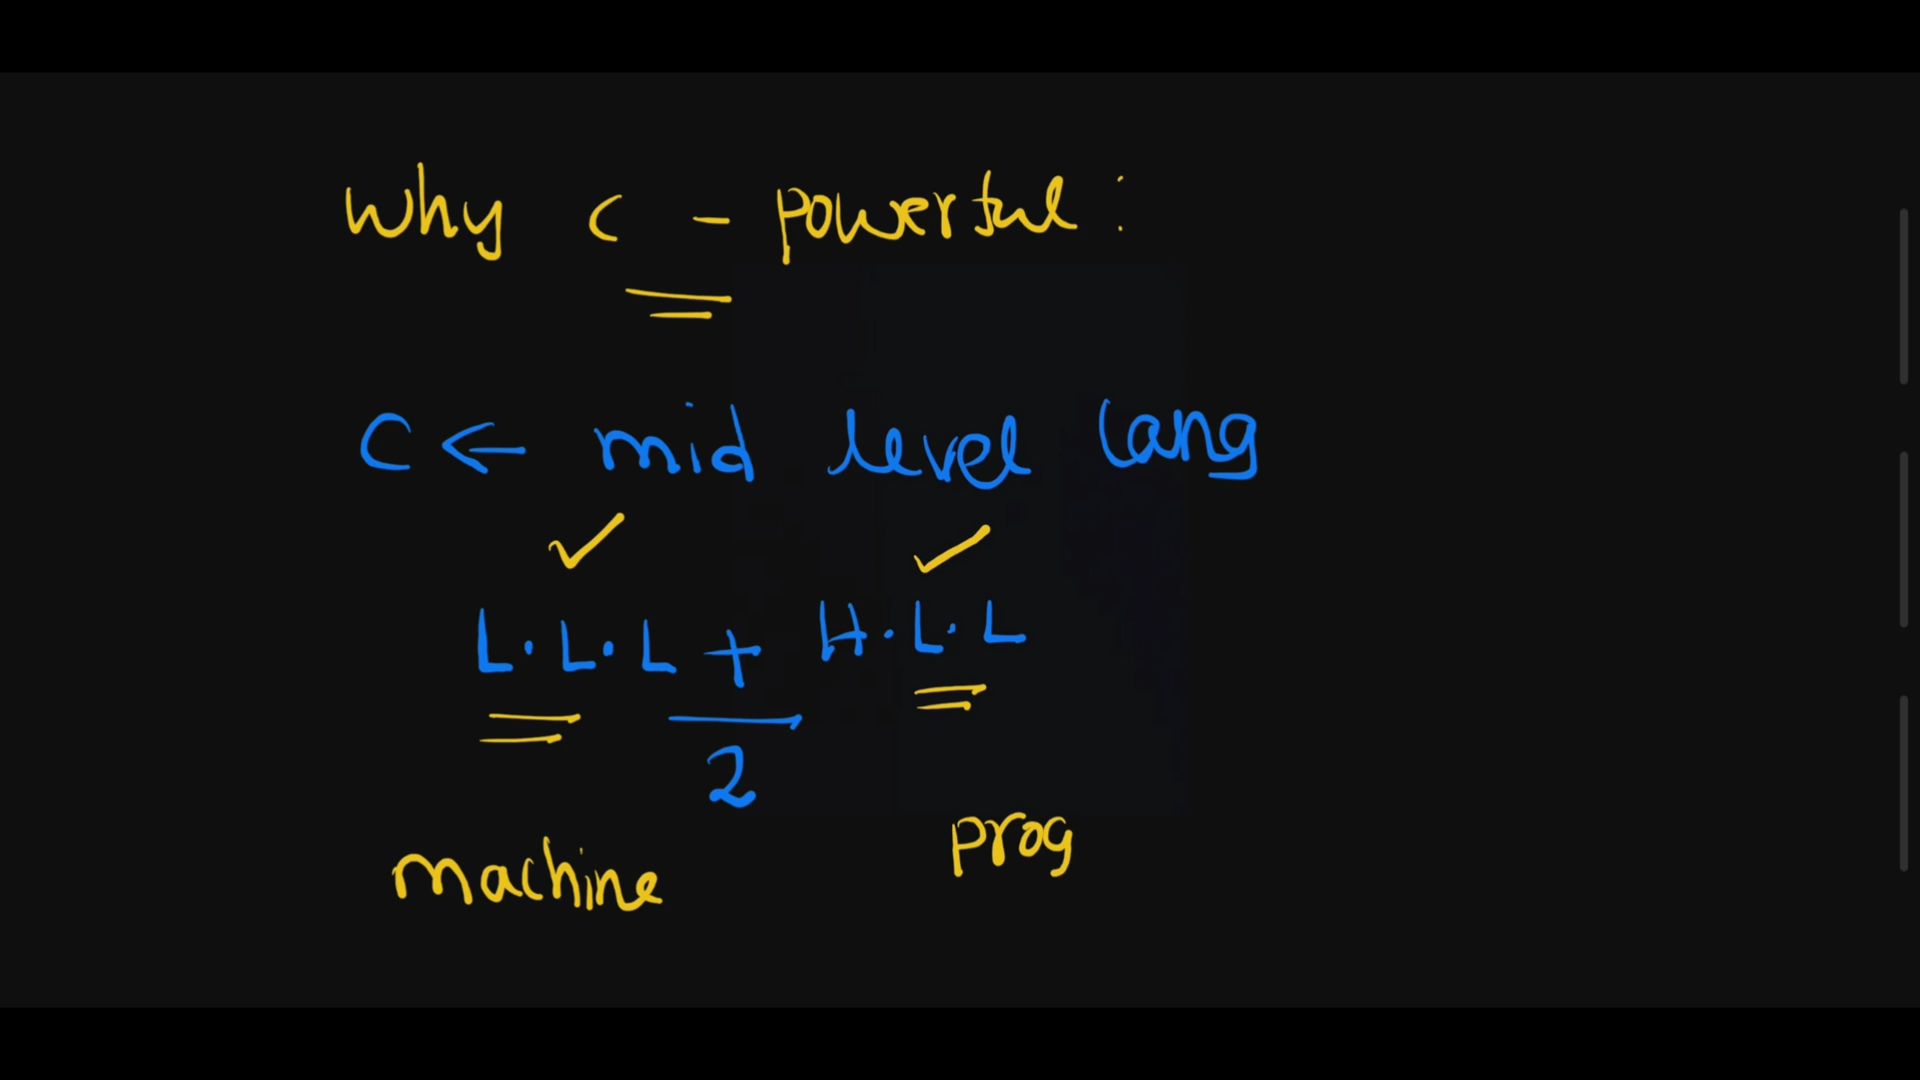 Why C - powerful :
C ← mid level lang
✓ ✓
L.L.L + H.L.L
2
machine prog